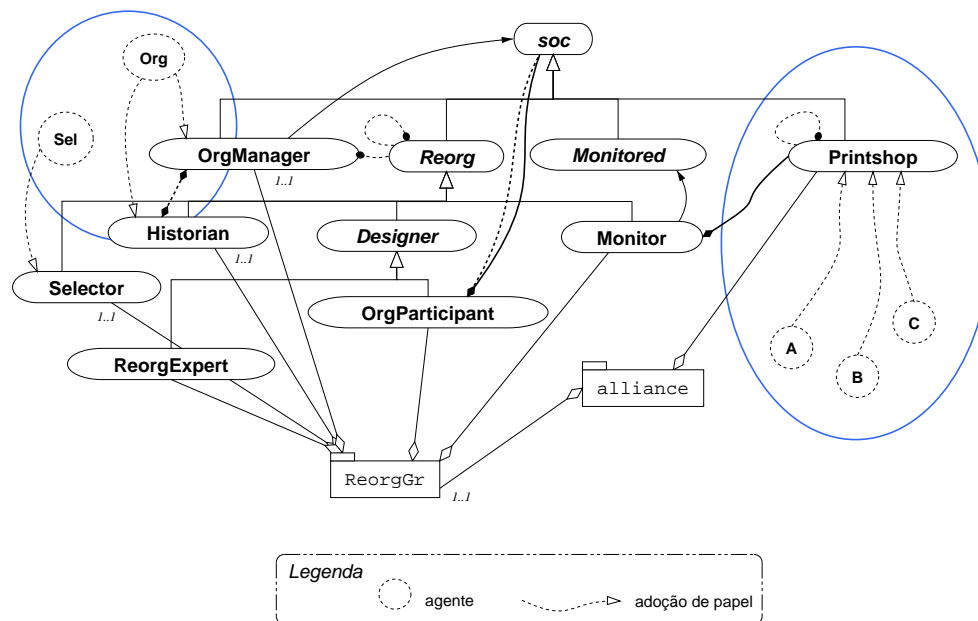 soc
Org
Sel
OrgManager
1..1
Reorg
Monitored
Printshop
Historian
1..1
Designer
Monitor
Selector
1..1
OrgParticipant
ReorgExpert
A
B
C
alliance
ReorgGr
1..1
Legenda
agente
adoção de papel